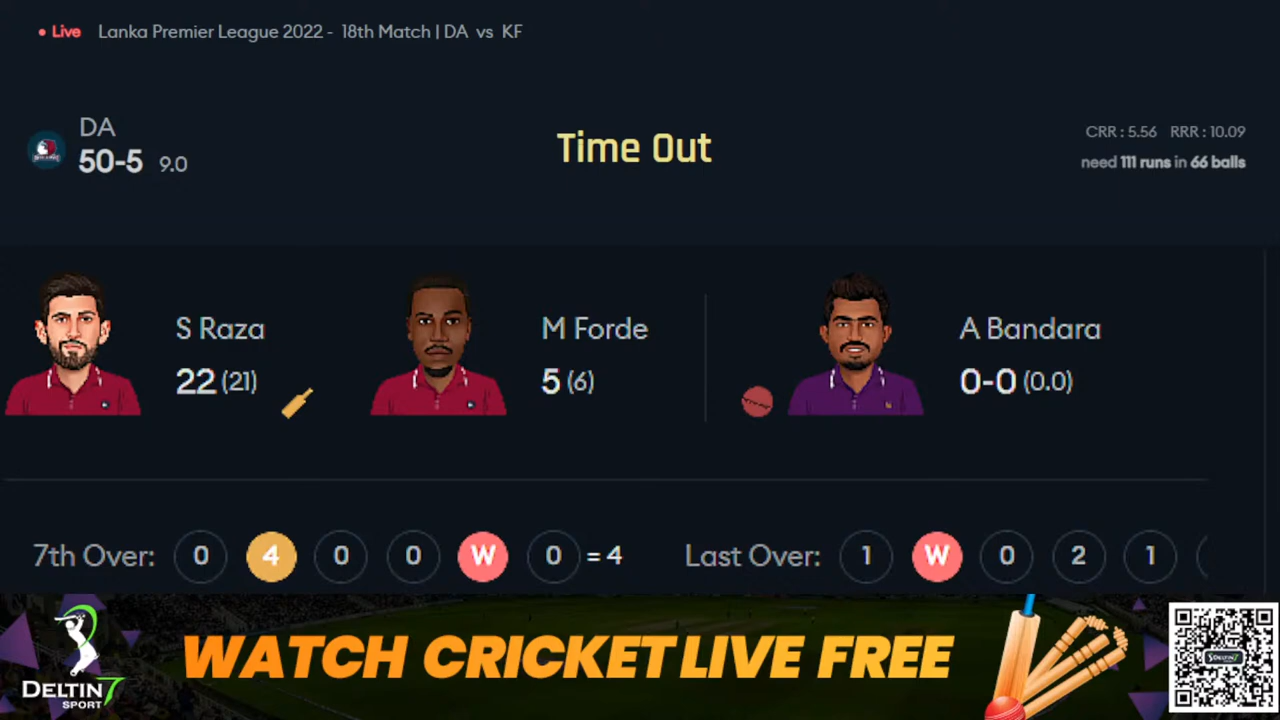 Live Lanka Premier League 2022 - 18th Match | DA vs KF
DA
50-5 9.0
Time Out
CRR : 5.56 RRR : 10.09
need 111 runs in 66 balls
S Raza
22 (21)
M Forde
5 (6)
A Bandara
0-0 (0.0)
7th Over: 0 4 0 0 W 0 = 4
Last Over: 1 W 0 2 1
WATCH CRICKET LIVE FREE
DELTIN7
SPORT